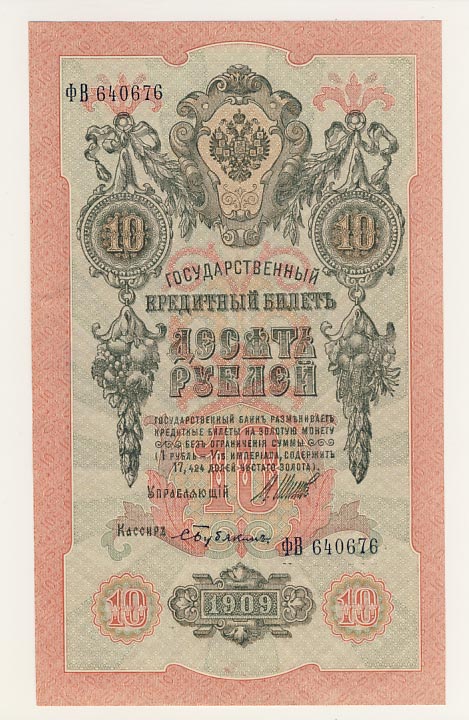 ФВ 640676
10 10
ГОСУДАРСТВЕННЫЙ
КРЕДИТНЫЙ БИЛЕТЪ
ДЕСЯТЬ
РУБЛЕЙ
ГОСУДАРСТВЕННЫЙ БАНКЪ РАЗМѢНИВАЕТЪ
КРЕДИТНЫЕ БИЛЕТЫ НА ЗОЛОТУЮ МОНЕТУ
БЕЗЪ ОГРАНИЧЕНІЯ СУММЫ
(1 РУБЛЬ = 1/15 ИМПЕРІАЛА, СОДЕРЖИТЪ
17,424 ДОЛЕЙ ЧИСТАГО ЗОЛОТА).
10
УПРАВЛЯЮЩІЙ
КАССИРЪ
ФВ 640676
10 1909 10